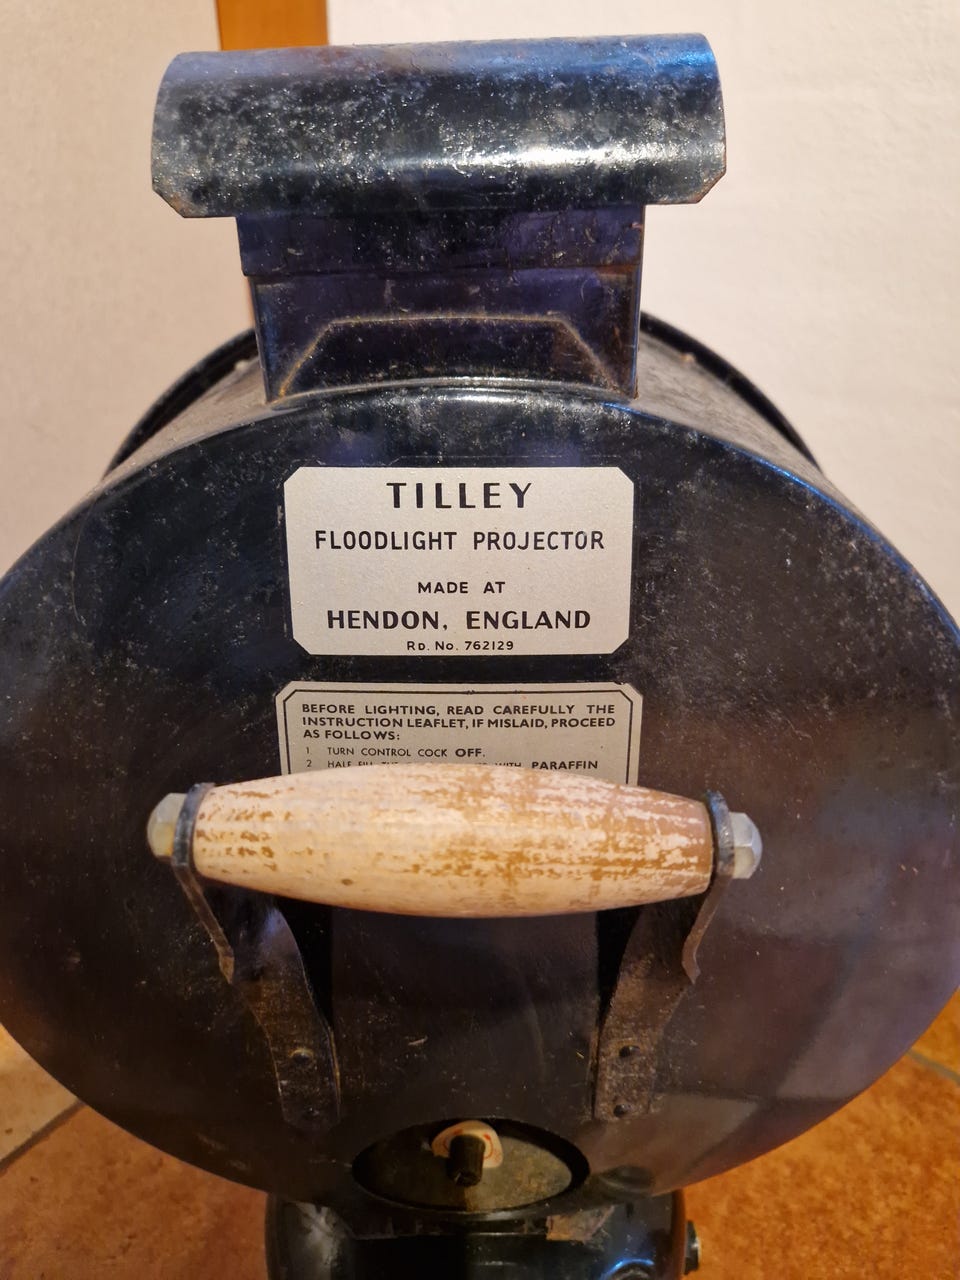 TILLEY
FLOODLIGHT PROJECTOR
MADE AT
HENDON, ENGLAND
RD. NO. 762129
BEFORE LIGHTING, READ CAREFULLY THE
INSTRUCTION LEAFLET, IF MISLAID, PROCEED
AS FOLLOWS:
1. TURN CONTROL COCK OFF.
2 HALF FILL THE WITH PARAFFIN